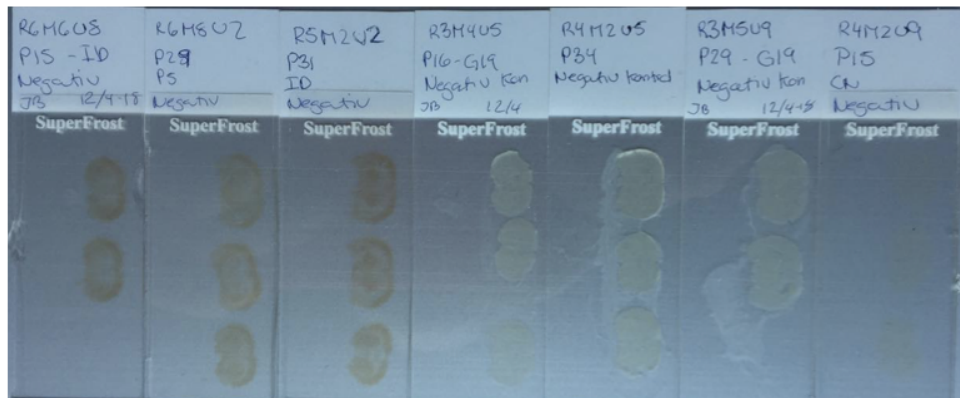 R6M6U8
P15 - ID
Negativ
JB 12/4-18
SuperFrost
R6M8U2
P29
P5
Negativ
SuperFrost
R5M2U2
P31
ID
Negativ
SuperFrost
R3M4U5
P16-G19
Negativ Kon
JB 12/4
SuperFrost
R4M2U5
P34
Negativ kontrol
SuperFrost
R3M5U9
P29 - G19
Negativ Kon
JB 12/4-18
SuperFrost
R4M2U9
P15
CN
Negativ
SuperFrost